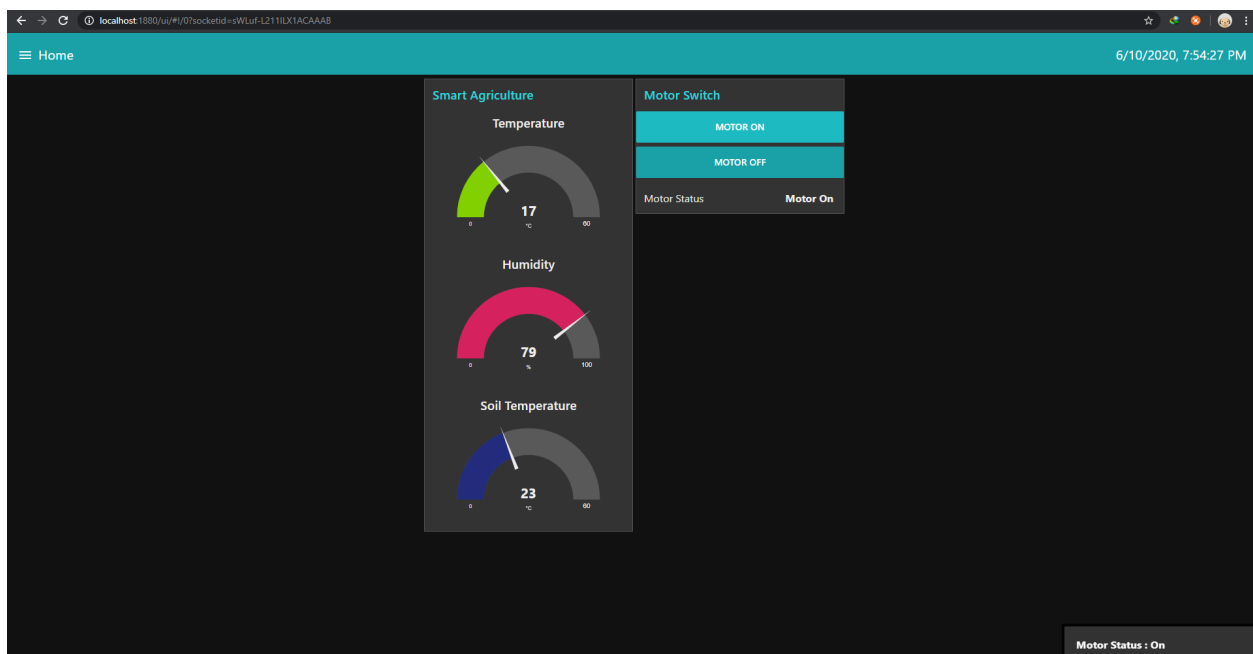 localhost:1880/ui/#!/0?socketid=sWLuf-L211ILX1ACAAAB
Home
6/10/2020, 7:54:27 PM
Smart Agriculture
Temperature
17
°C
0
60
Humidity
79
%
0
100
Soil Temperature
23
°C
0
60
Motor Switch
MOTOR ON
MOTOR OFF
Motor Status Motor On
Motor Status : On